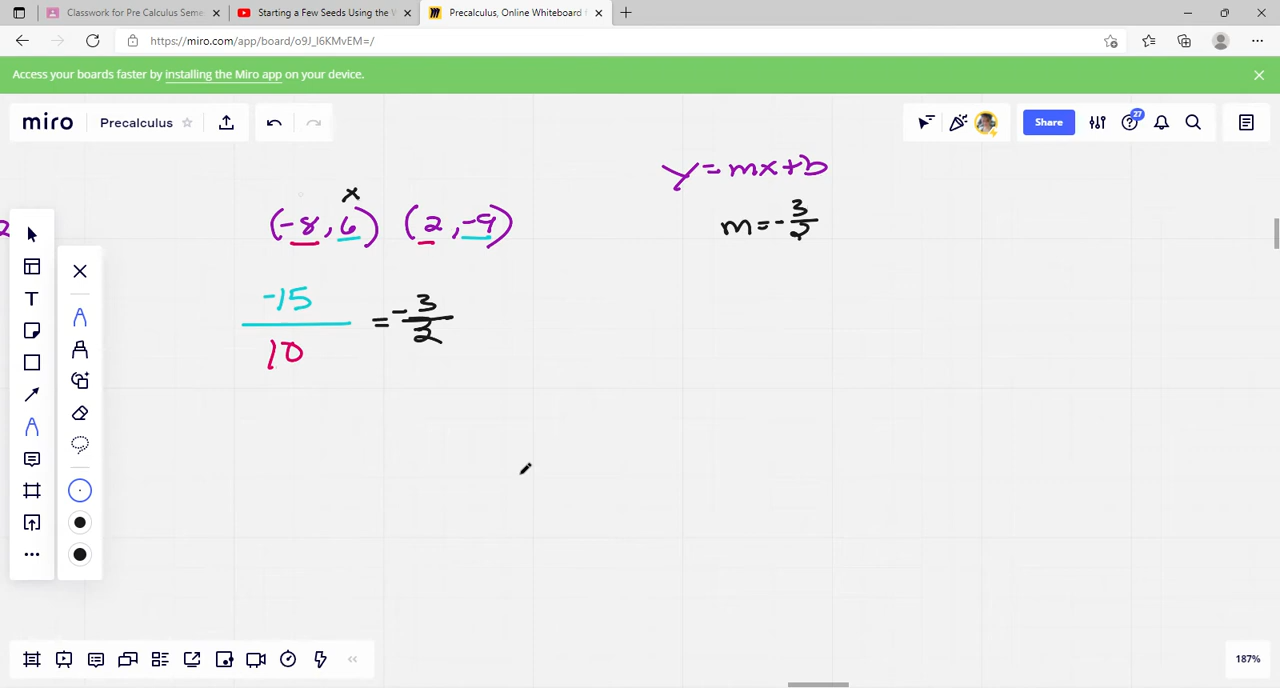 Classwork for Pre Calculus Seme
Starting a Few Seeds Using the W
Precalculus, Online Whiteboard f
https://miro.com/app/board/o9J_l6KMvEM=/
Access your boards faster by installing the Miro app on your device.
miro
Precalculus
Share
27
y=mx+b
x
2
(-8,6) (2,-9)
m=-3/2
-15/10 = -3/2
T
187%